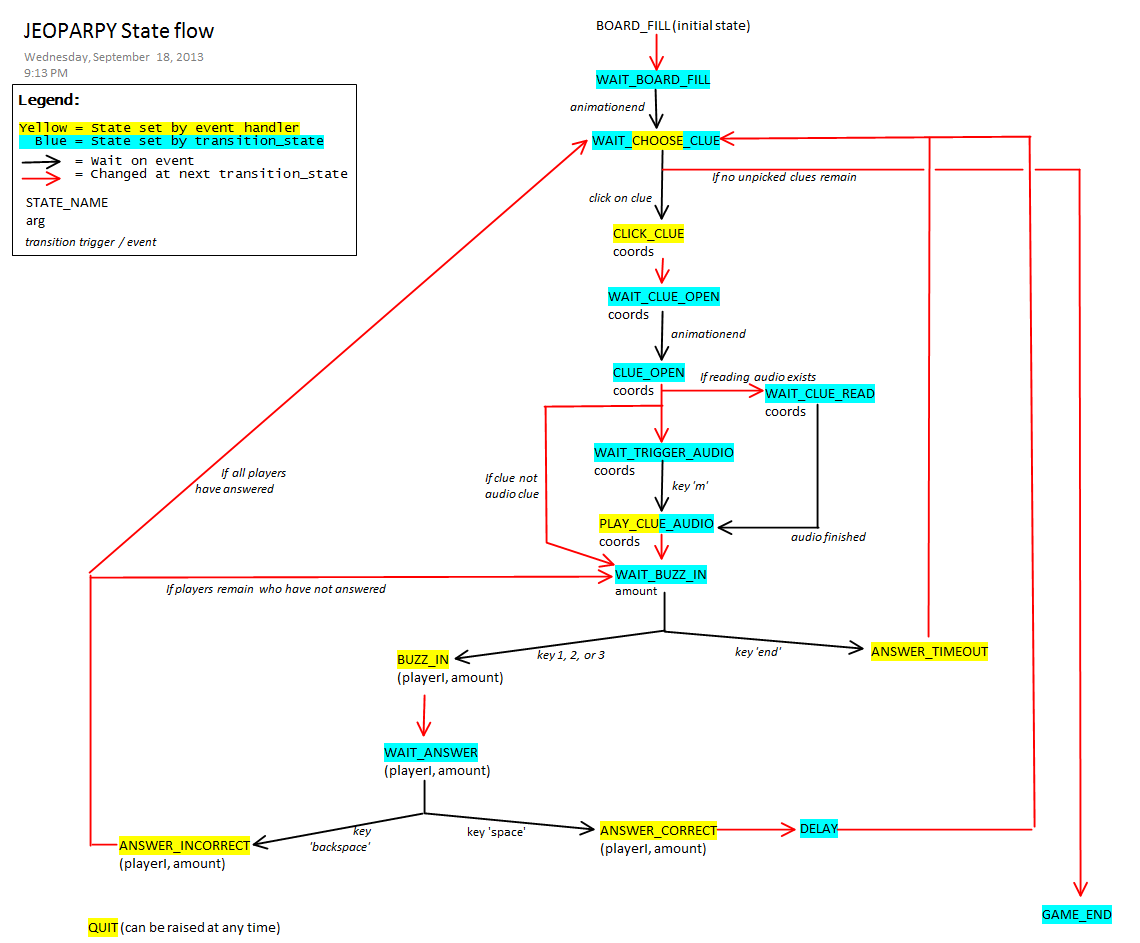 JEOPARPY State flow
Wednesday, September 18, 2013
9:13 PM
Legend:
Yellow = State set by event handler
Blue = State set by transition_state
= Wait on event
= Changed at next transition_state
STATE_NAME
arg
transition trigger / event
BOARD_FILL (initial state)
WAIT_BOARD_FILL
animationend
WAIT_CHOOSE_CLUE
If no unpicked clues remain
click on clue
CLICK_CLUE
coords
WAIT_CLUE_OPEN
coords
animationend
CLUE_OPEN
coords
If reading audio exists
WAIT_CLUE_READ
coords
WAIT_TRIGGER_AUDIO
coords
If all players
have answered
If clue not
audio clue
key 'm'
PLAY_CLUE_AUDIO
coords
audio finished
WAIT_BUZZ_IN
amount
If players remain who have not answered
key 1, 2, or 3
key 'end'
ANSWER_TIMEOUT
BUZZ_IN
(playerI, amount)
WAIT_ANSWER
(playerI, amount)
key
'backspace'
key 'space'
ANSWER_INCORRECT
(playerI, amount)
ANSWER_CORRECT
(playerI, amount)
DELAY
GAME_END
QUIT (can be raised at any time)